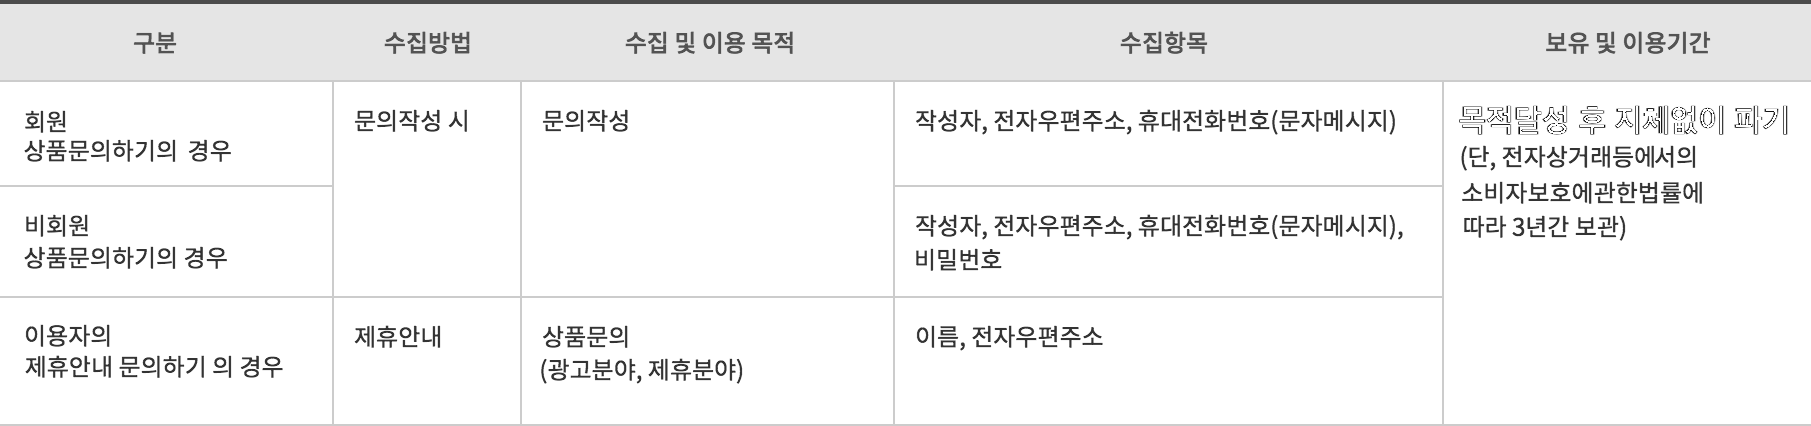 구분
수집방법
수집 및 이용 목적
수집항목
보유 및 이용기간
회원
상품문의하기의 경우
문의작성 시
문의작성
작성자, 전자우편주소, 휴대전화번호(문자메시지)
목적달성 후 지체없이 파기
(단, 전자상거래등에서의
소비자보호에관한법률에
따라 3년간 보관)
비회원
상품문의하기의 경우
작성자, 전자우편주소, 휴대전화번호(문자메시지),
비밀번호
이용자의
제휴안내 문의하기 의 경우
제휴안내
상품문의
(광고분야, 제휴분야)
이름, 전자우편주소